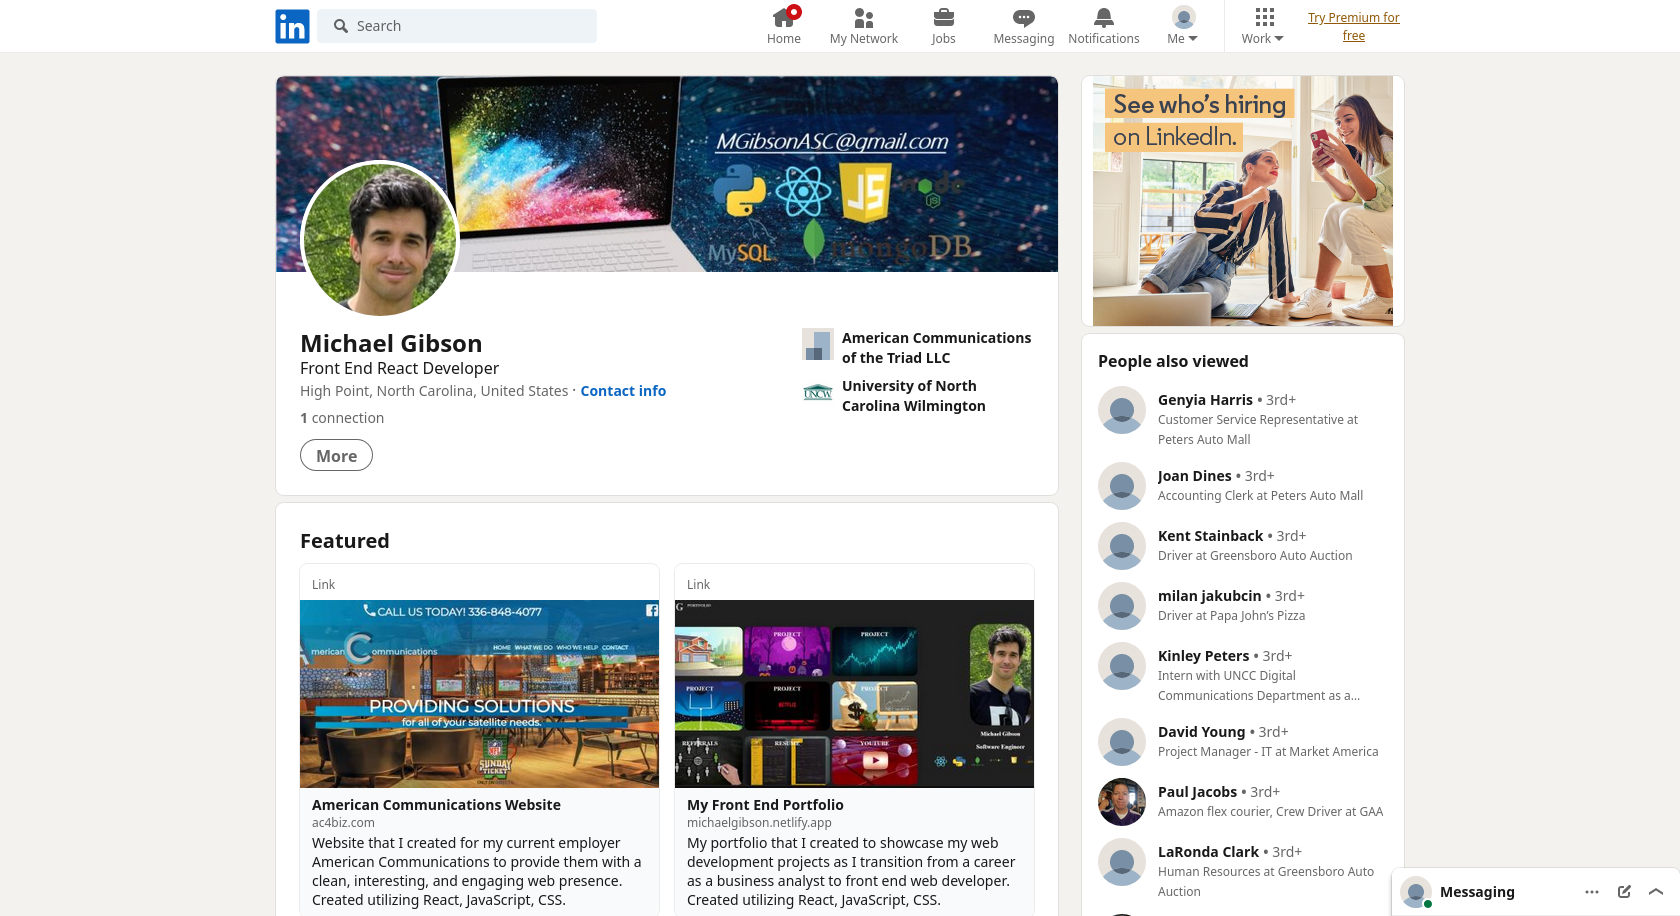 in
Search
Home
My Network
Jobs
Messaging
Notifications
Me
Work
Try Premium for
free
MGibsonASC@gmail.com
JS
node
JS
MySQL
mongoDB
Michael Gibson
Front End React Developer
High Point, North Carolina, United States · Contact info
1 connection
More
American Communications
of the Triad LLC
UNCW
University of North
Carolina Wilmington
Featured
Link
CALL US TODAY! 336-848-4077
American Communications
HOME WHAT WE DO WHO WE HELP CONTACT
PROVIDING SOLUTIONS
for all of your satellite needs.
NFL
SUNDAY
TICKET
American Communications Website
ac4biz.com
Website that I created for my current employer
American Communications to provide them with a
clean, interesting, and engaging web presence.
Created utilizing React, JavaScript, CSS.
Link
G PORTFOLIO
PROJECT
PROJECT
PROJECT
PROJECT
PROJECT
NETFLIX
REFERRALS
RESUME
YOUTUBE
Michael Gibson
Software Engineer
My Front End Portfolio
michaelgibson.netlify.app
My portfolio that I created to showcase my web
development projects as I transition from a career
as a business analyst to front end web developer.
Created utilizing React, JavaScript, CSS.
See who's hiring
on LinkedIn.
People also viewed
Genyia Harris • 3rd+
Customer Service Representative at
Peters Auto Mall
Joan Dines • 3rd+
Accounting Clerk at Peters Auto Mall
Kent Stainback • 3rd+
Driver at Greensboro Auto Auction
milan jakubcin • 3rd+
Driver at Papa John's Pizza
Kinley Peters • 3rd+
Intern with UNCC Digital
Communications Department as a...
David Young • 3rd+
Project Manager - IT at Market America
Paul Jacobs • 3rd+
Amazon flex courier, Crew Driver at GAA
LaRonda Clark • 3rd+
Human Resources at Greensboro Auto
Auction
Messaging